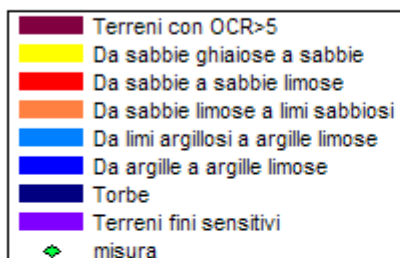 Terreni con OCR>5
Da sabbie ghiaiose a sabbie
Da sabbie a sabbie limose
Da sabbie limose a limi sabbiosi
Da limi argillosi a argille limose
Da argille a argille limose
Torbe
Terreni fini sensitivi
misura